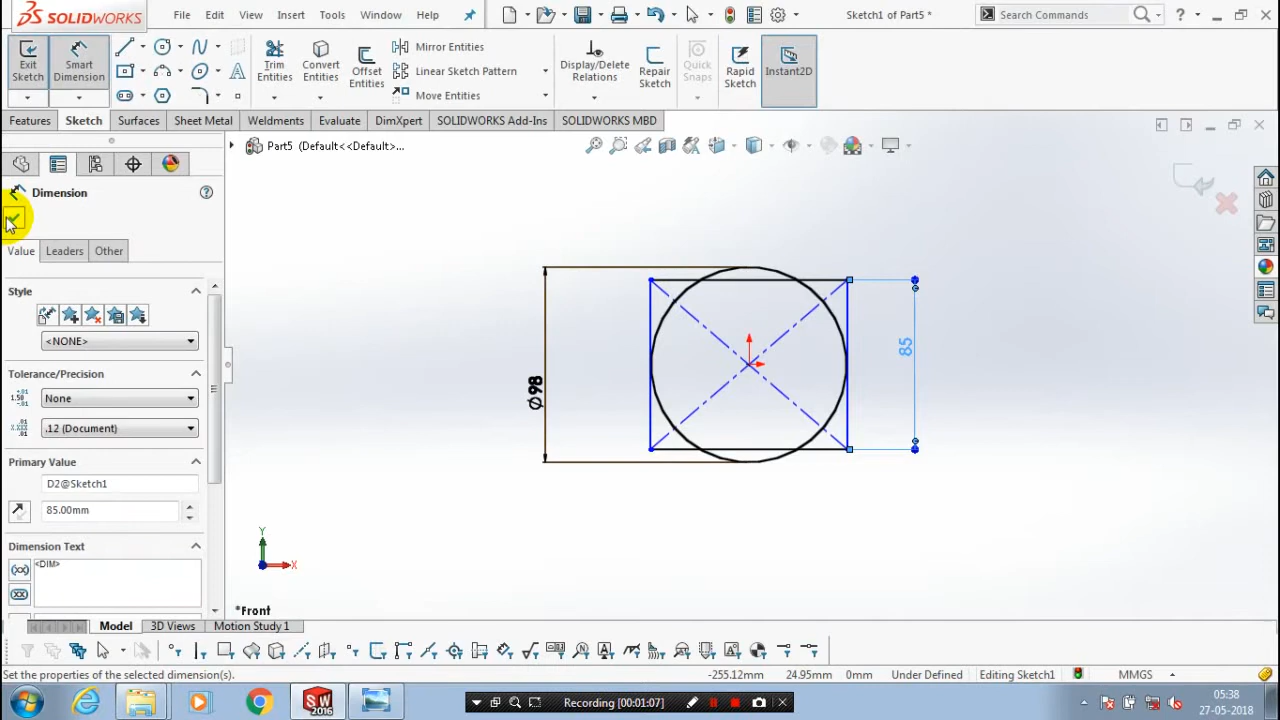 SOLIDWORKS File Edit View Insert Tools Window Help Sketch1 of Part5 * Search Commands ?
Exit Sketch Smart Dimension Trim Entities Convert Entities Offset Entities Mirror Entities Linear Sketch Pattern Move Entities Display/Delete Relations Repair Sketch Quick Snaps Rapid Sketch Instant2D
Features Sketch Surfaces Sheet Metal Weldments Evaluate DimXpert SOLIDWORKS Add-Ins SOLIDWORKS MBD
Part5 (Default<<Default>...
Dimension ?
Value Leaders Other
Style
<NONE>
Tolerance/Precision
None
.12 (Document)
Primary Value
D2@Sketch1
85.00mm
Dimension Text
<DIM>
Ø98
85
Y
X
*Front
Model 3D Views Motion Study 1
Set the properties of the selected dimension(s). -255.12mm 24.95mm 0mm Under Defined Editing Sketch1 MMGS
SW 2016 Recording [00:01:07] 05:38
27-05-2018